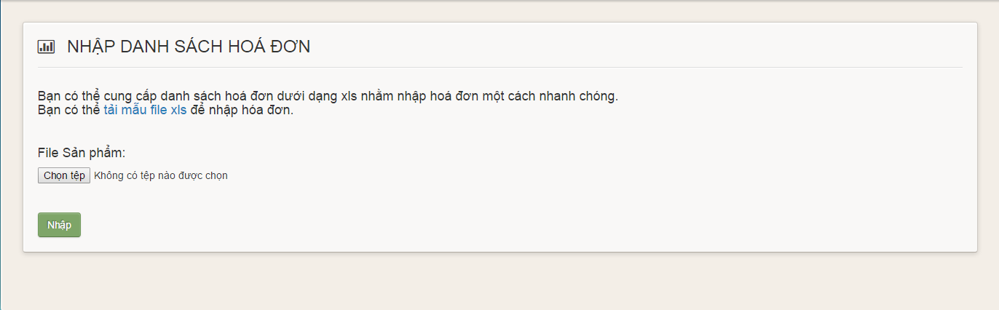 NHẬP DANH SÁCH HOÁ ĐƠN
Bạn có thể cung cấp danh sách hoá đơn dưới dạng xls nhằm nhập hoá đơn một cách nhanh chóng.
Bạn có thể tải mẫu file xls để nhập hóa đơn.
File Sản phẩm:
Chọn tệp Không có tệp nào được chọn
Nhập